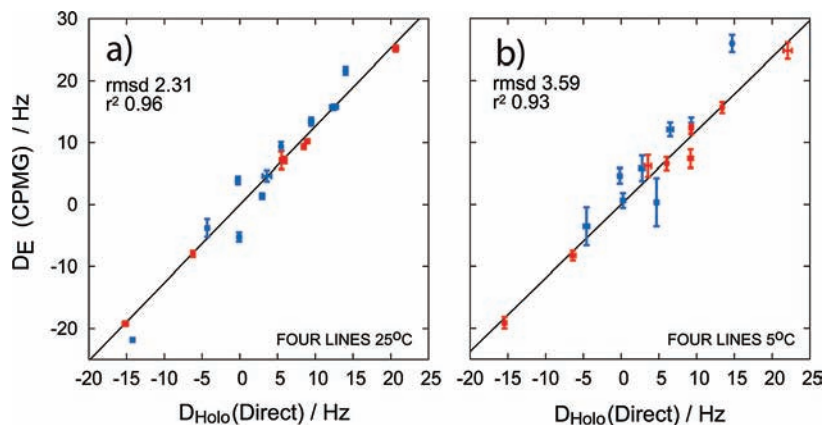 a)
rmsd 2.31
r² 0.96
FOUR LINES 25ºC
30
20
10
0
-10
-20
-20 -15 -10 -5 0 5 10 15 20 25
D_E (CPMG) / Hz
D_Holo(Direct) / Hz
b)
rmsd 3.59
r² 0.93
FOUR LINES 5ºC
-20 -15 -10 -5 0 5 10 15 20 25
D_Holo(Direct) / Hz